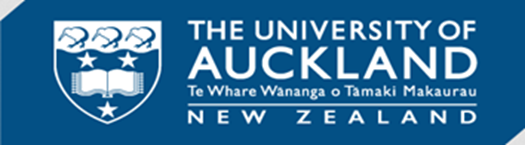 THE UNIVERSITY OF
AUCKLAND
Te Whare Wānanga o Tāmaki Makaurau
NEW ZEALAND